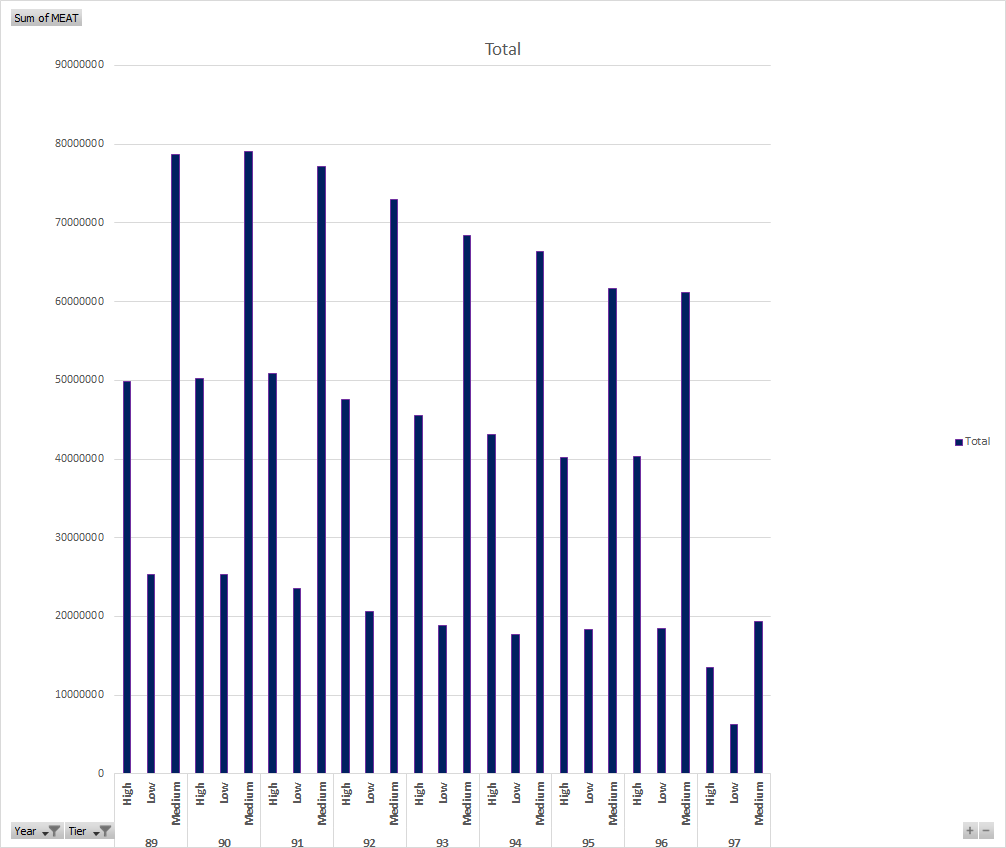 Sum of MEAT
Total
90000000
80000000
70000000
60000000
50000000
40000000
30000000
20000000
10000000
0
Total
High Low Medium High Low Medium High Low Medium High Low Medium High Low Medium High Low Medium High Low Medium High Low Medium High Low Medium
Year Tier
89 90 91 92 93 94 95 96 97